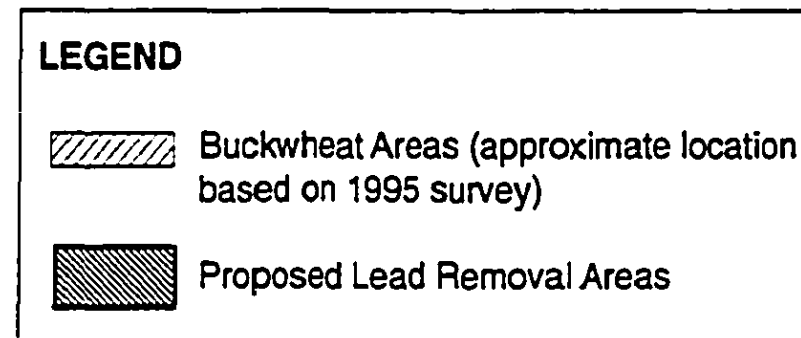 LEGEND
Buckwheat Areas (approximate location
based on 1995 survey)
Proposed Lead Removal Areas